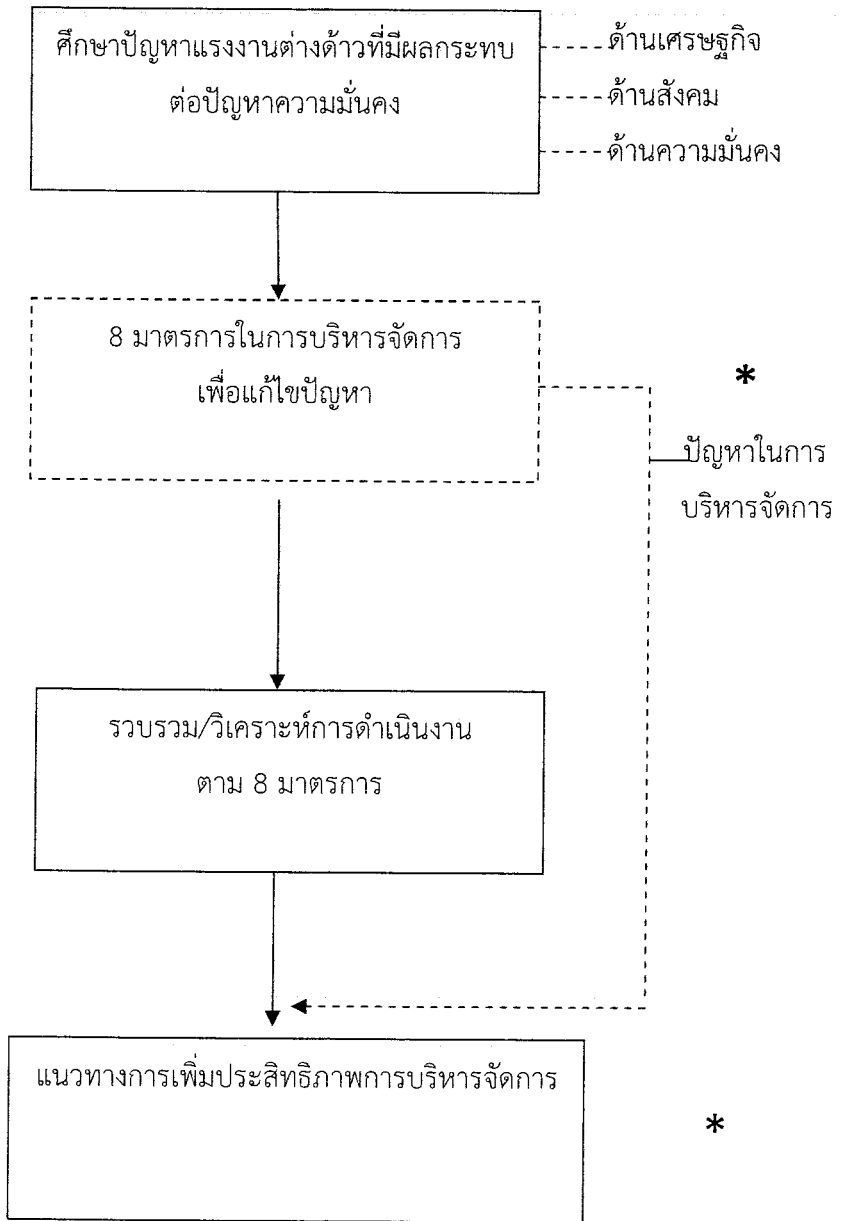 ศึกษาปัญหาแรงงานต่างด้าวที่มีผลกระทบ
ต่อปัญหาความมั่นคง
ด้านเศรษฐกิจ
ด้านสังคม
ด้านความมั่นคง
8 มาตรการในการบริหารจัดการ
เพื่อแก้ไขปัญหา
*
ปัญหาในการ
บริหารจัดการ
รวบรวม/วิเคราะห์การดำเนินงาน
ตาม 8 มาตรการ
แนวทางการเพิ่มประสิทธิภาพการบริหารจัดการ
*